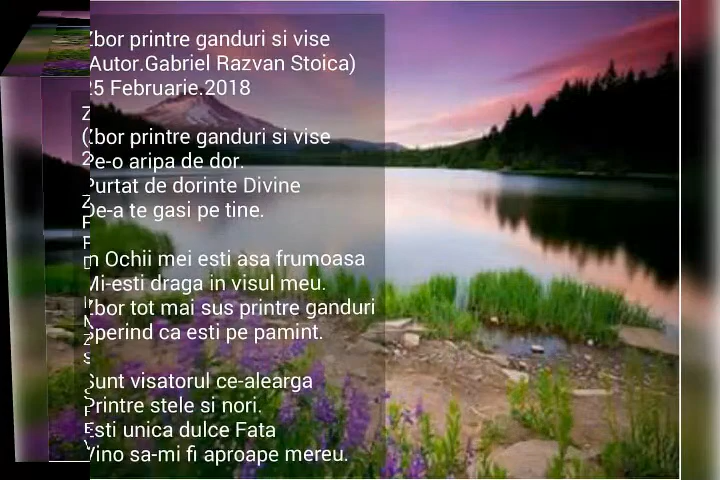 Zbor printre ganduri si vise
(Autor.Gabriel Razvan Stoica)
25 Februarie.2018
Zbor printre ganduri si vise
Pe-o aripa de dor.
Purtat de dorinte Divine
De-a te gasi pe tine.
In Ochii mei esti asa frumoasa
Mi-esti draga in visul meu.
Zbor tot mai sus printre ganduri
Sperind ca esti pe pamint.
Sunt visatorul ce-alearga
Printre stele si nori.
Esti unica dulce Fata
Vino sa-mi fi aproape mereu.